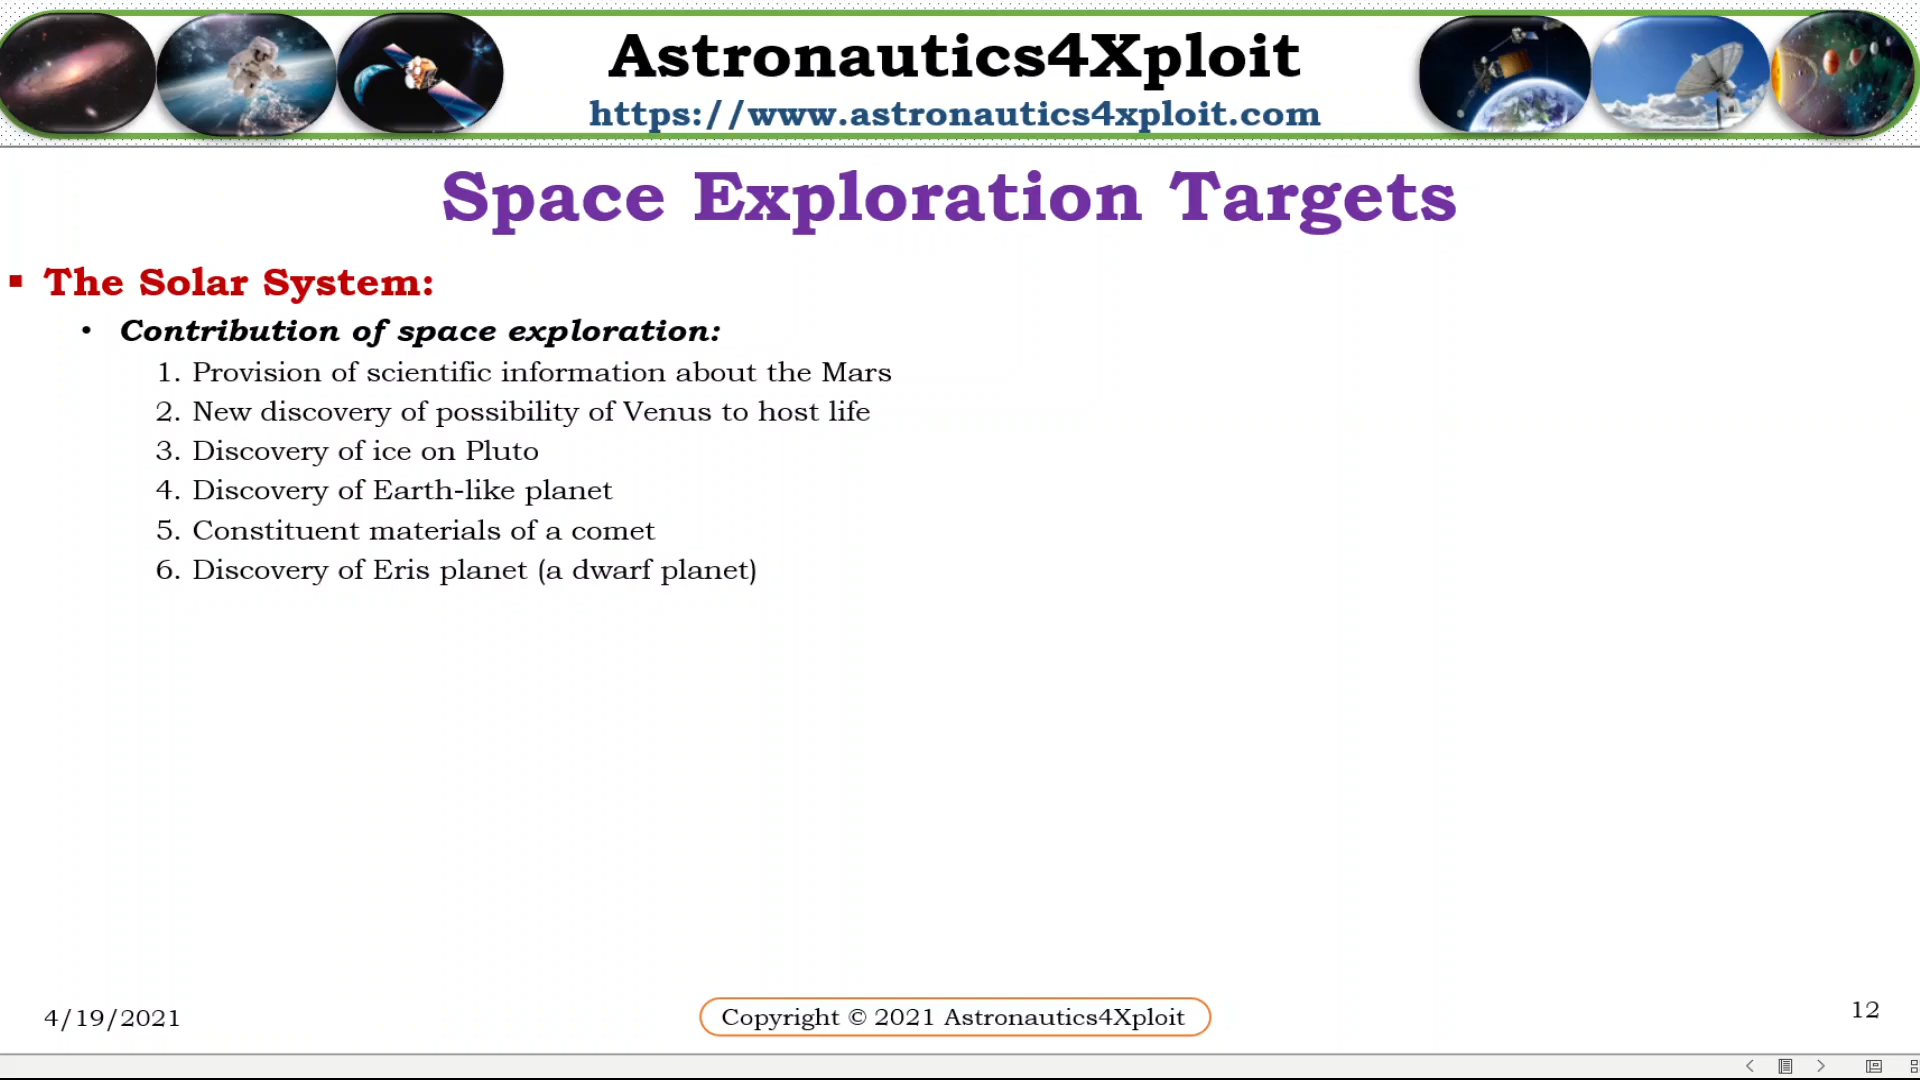 Astronautics4Xploit
https://www.astronautics4xploit.com
Space Exploration Targets
▪ The Solar System:
• Contribution of space exploration:
1. Provision of scientific information about the Mars
2. New discovery of possibility of Venus to host life
3. Discovery of ice on Pluto
4. Discovery of Earth-like planet
5. Constituent materials of a comet
6. Discovery of Eris planet (a dwarf planet)
4/19/2021
Copyright © 2021 Astronautics4Xploit
12